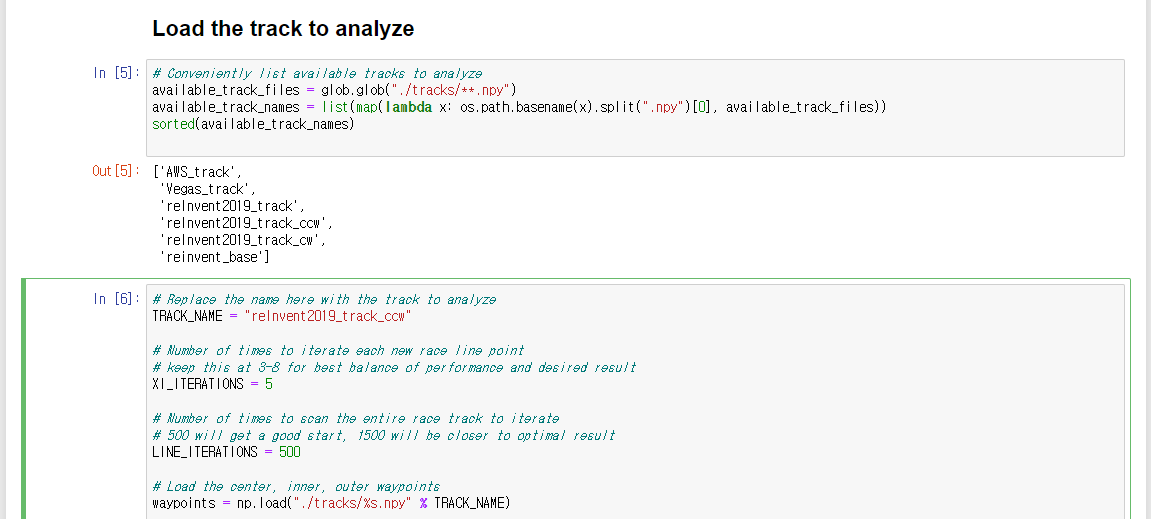 Load the track to analyze
In [5]: # Conveniently list available tracks to analyze
available_track_files = glob.glob("./tracks/**.npy")
available_track_names = list(map(lambda x: os.path.basename(x).split(".npy")[0], available_track_files))
sorted(available_track_names)
Out[5]: ['AWS_track',
'Vegas_track',
'reInvent2019_track',
'reInvent2019_track_ccw',
'reInvent2019_track_cw',
'reinvent_base']
In [6]: # Replace the name here with the track to analyze
TRACK_NAME = "reInvent2019_track_ccw"
# Number of times to iterate each new race line point
# keep this at 3-8 for best balance of performance and desired result
XI_ITERATIONS = 5
# Number of times to scan the entire race track to iterate
# 500 will get a good start, 1500 will be closer to optimal result
LINE_ITERATIONS = 500
# Load the center, inner, outer waypoints
waypoints = np.load("./tracks/%s.npy" % TRACK_NAME)